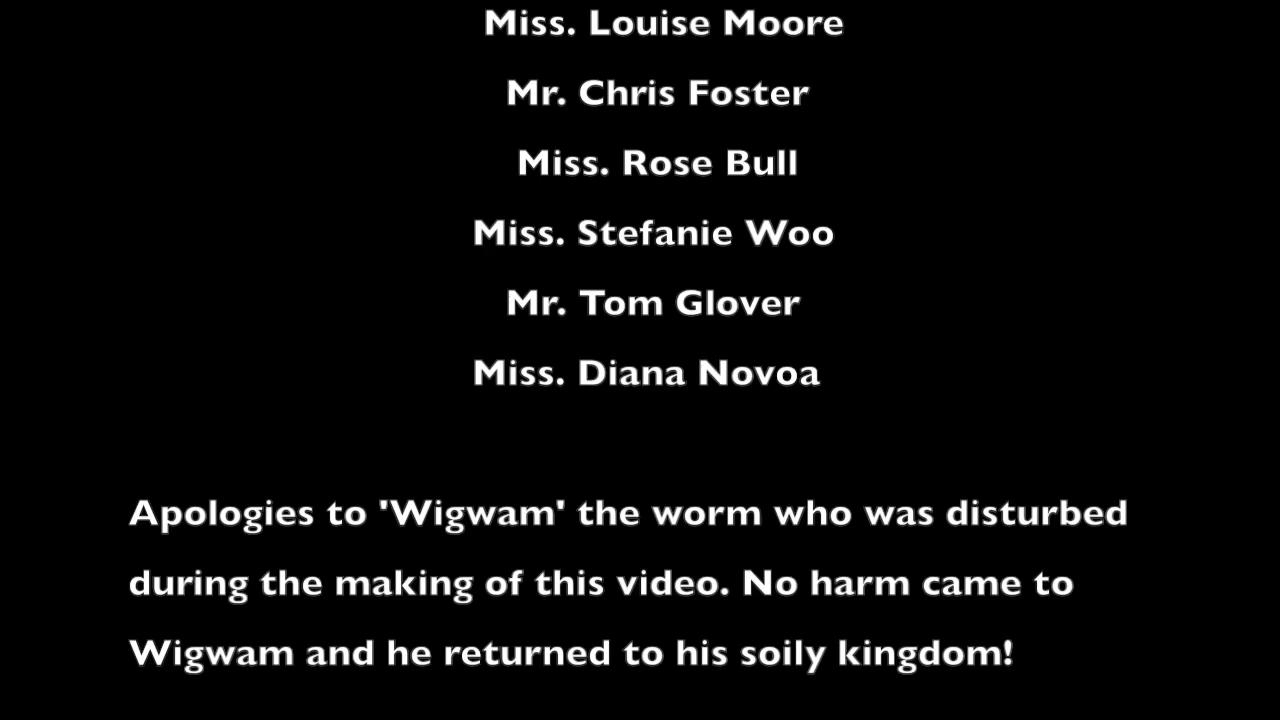 Miss. Louise Moore
Mr. Chris Foster
Miss. Rose Bull
Miss. Stefanie Woo
Mr. Tom Glover
Miss. Diana Novoa
Apologies to 'Wigwam' the worm who was disturbed
during the making of this video. No harm came to
Wigwam and he returned to his soily kingdom!